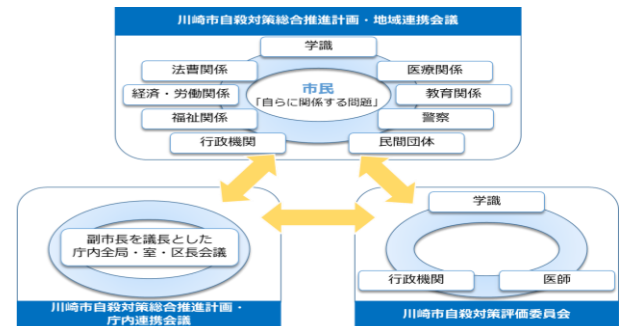 川崎市自殺対策総合推進計画・地域連携会議
学識
法曹関係
医療関係
経済・労働関係
市民
「自らに関係する問題」
教育関係
福祉関係
警察
行政機関
民間団体
副市長を議長とした
庁内全局・室・区長会議
川崎市自殺対策総合推進計画・
庁内連携会議
学識
行政機関
医師
川崎市自殺対策評価委員会